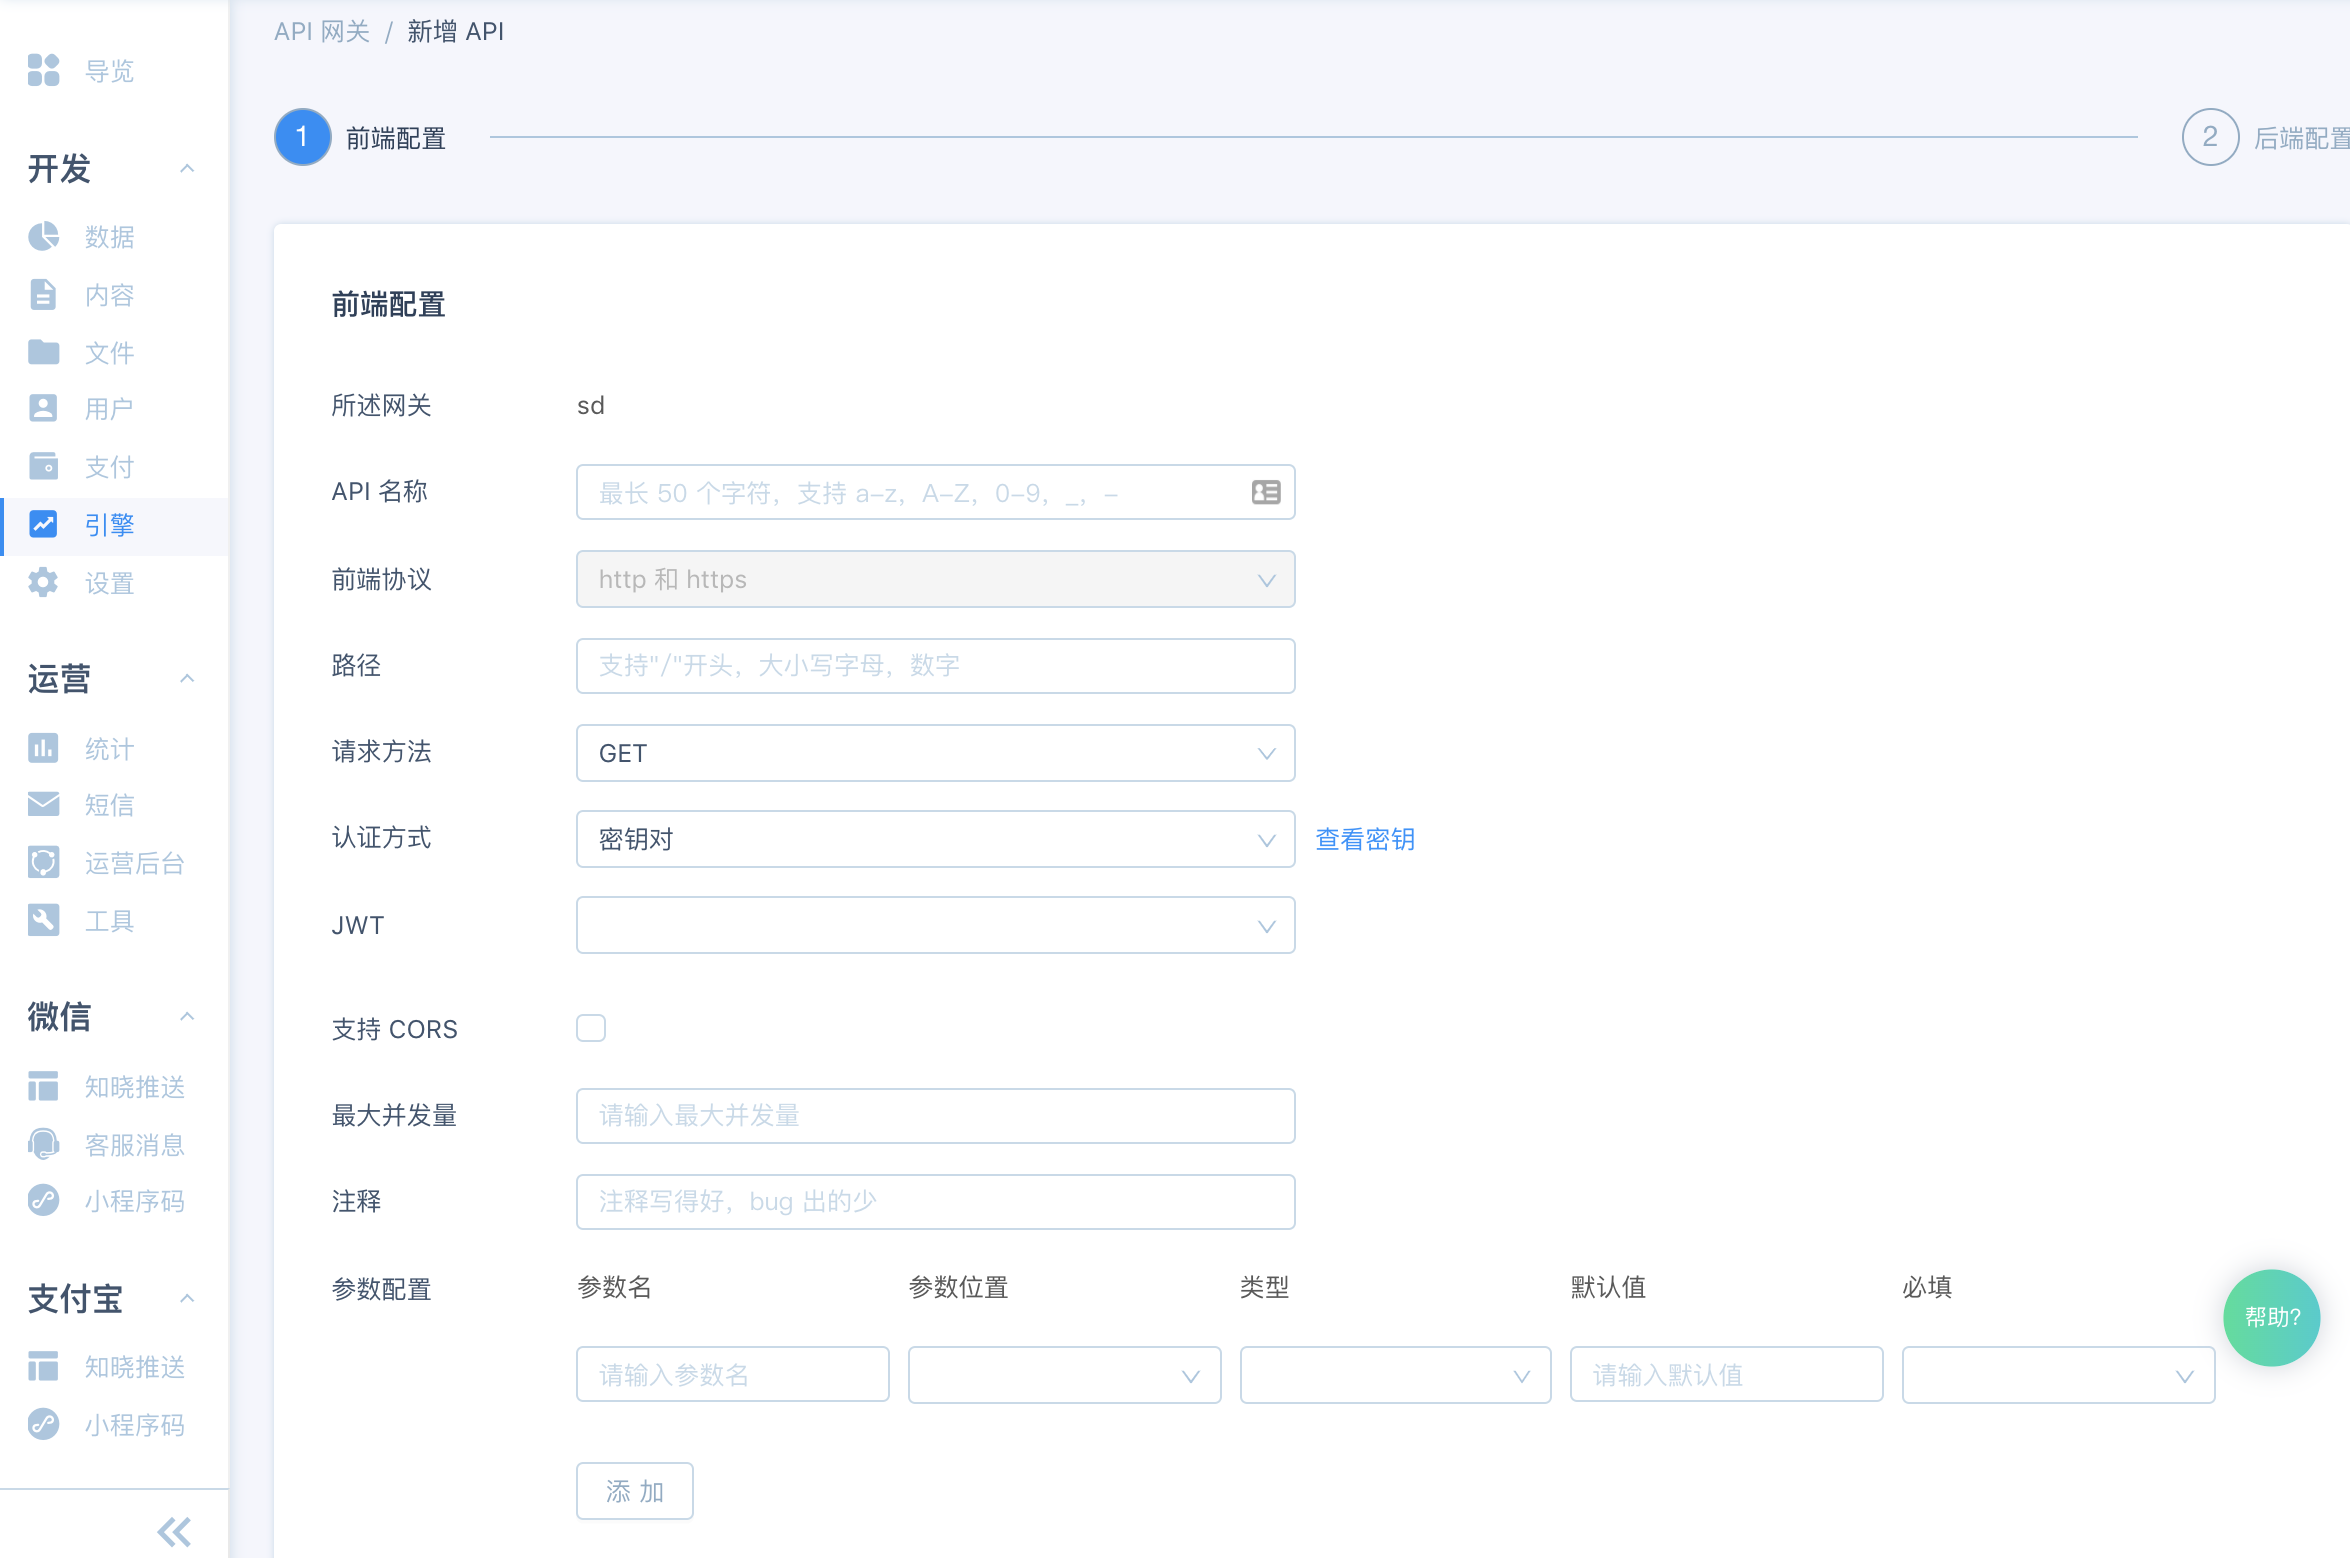 导览
开发
数据
内容
文件
用户
支付
引擎
设置
运营
统计
短信
运营后台
工具
微信
知晓推送
客服消息
小程序码
支付宝
知晓推送
小程序码
API 网关 / 新增 API
1 前端配置
2 后端配置
前端配置
所述网关 sd
API 名称 最长 50 个字符，支持 a-z，A-Z，0-9，_，-
前端协议 http 和 https
路径 支持"/"开头，大小写字母，数字
请求方法 GET
认证方式 密钥对 查看密钥
JWT
支持 CORS
最大并发量 请输入最大并发量
注释 注释写得好，bug 出的少
参数配置 参数名 参数位置 类型 默认值 必填
请输入参数名 请输入默认值
添 加
帮助?